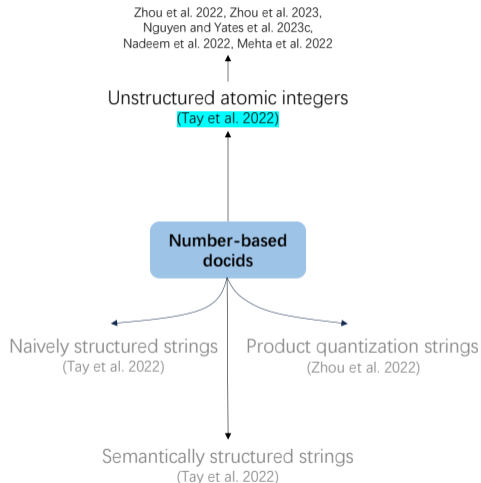 Zhou et al. 2022, Zhou et al. 2023,
Nguyen and Yates et al. 2023c,
Nadeem et al. 2022, Mehta et al. 2022
Unstructured atomic integers
(Tay et al. 2022)
Number-based
docids
Naively structured strings
(Tay et al. 2022)
Product quantization strings
(Zhou et al. 2022)
Semantically structured strings
(Tay et al. 2022)